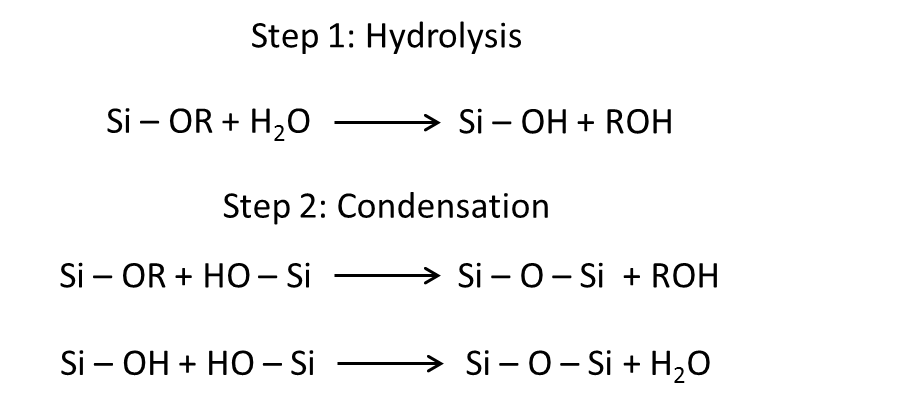 Step 1: Hydrolysis
Si – OR + H₂O ⟶ Si – OH + ROH
Step 2: Condensation
Si – OR + HO – Si ⟶ Si – O – Si + ROH
Si – OH + HO – Si ⟶ Si – O – Si + H₂O